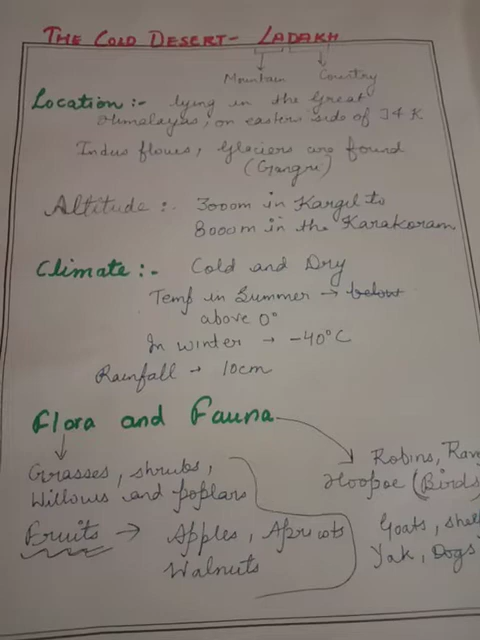 THE COLD DESERT- LADAKH
Mountain Country
Location :- lying in the Great
Himalayas, on eastern side of J4K
Indus flows, Glaciers are found
(Gangri)
Altitude :- 3000m in Kargil to
8000m in the Karakoram
Climate :- Cold and Dry
Temp in Summer → below
above 0°
In winter → -40°C
Rainfall → 10cm
Flora and Fauna
Grasses, shrubs,
Willows and poplars
Fruits → Apples, Apricots
Walnuts
Robins,
Hoopoe (Birds
Goats,
Yak, Dogs